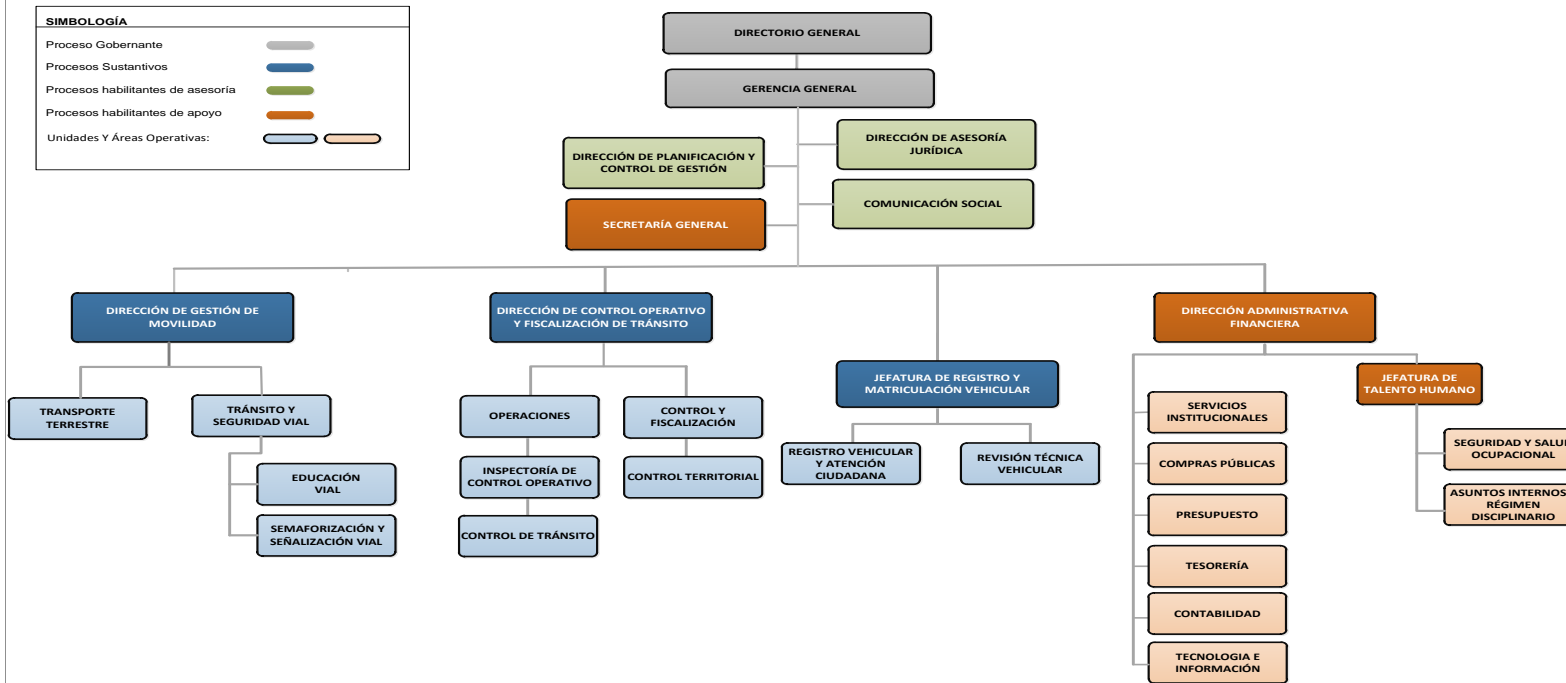 SIMBOLOGÍA
Proceso Gobernante
Procesos Sustantivos
Procesos habilitantes de asesoría
Procesos habilitantes de apoyo
Unidades Y Áreas Operativas:
DIRECTORIO GENERAL
GERENCIA GENERAL
DIRECCIÓN DE PLANIFICACIÓN Y
CONTROL DE GESTIÓN
DIRECCIÓN DE ASESORÍA
JURÍDICA
SECRETARÍA GENERAL
COMUNICACIÓN SOCIAL
DIRECCIÓN DE GESTIÓN DE
MOVILIDAD
TRANSPORTE
TERRESTRE
TRÁNSITO Y
SEGURIDAD VIAL
EDUCACIÓN
VIAL
SEMAFORIZACIÓN Y
SEÑALIZACIÓN VIAL
DIRECCIÓN DE CONTROL OPERATIVO
Y FISCALIZACIÓN DE TRÁNSITO
OPERACIONES
INSPECTORÍA DE
CONTROL OPERATIVO
CONTROL DE TRÁNSITO
CONTROL Y
FISCALIZACIÓN
CONTROL TERRITORIAL
JEFATURA DE REGISTRO Y
MATRICULACIÓN VEHICULAR
REGISTRO VEHICULAR
Y ATENCIÓN
CIUDADANA
REVISIÓN TÉCNICA
VEHICULAR
DIRECCIÓN ADMINISTRATIVA
FINANCIERA
SERVICIOS
INSTITUCIONALES
COMPRAS PÚBLICAS
PRESUPUESTO
TESORERÍA
CONTABILIDAD
TECNOLOGIA E
INFORMACIÓN
JEFATURA DE
TALENTO HUMANO
SEGURIDAD Y SALU
OCUPACIONAL
ASUNTOS INTERNOS
RÉGIMEN
DISCIPLINARIO